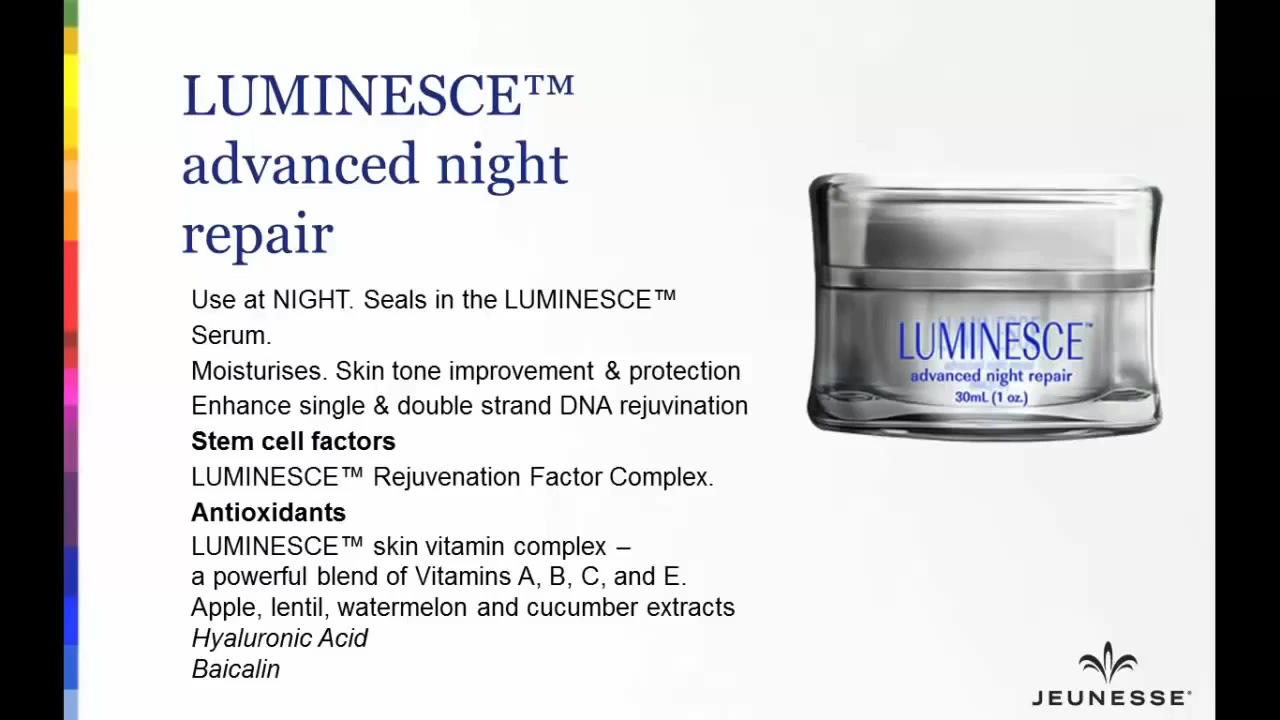 LUMINESCE™
advanced night
repair
Use at NIGHT. Seals in the LUMINESCE™
Serum.
Moisturises. Skin tone improvement & protection
Enhance single & double strand DNA rejuvination
Stem cell factors
LUMINESCE™ Rejuvenation Factor Complex.
Antioxidants
LUMINESCE™ skin vitamin complex –
a powerful blend of Vitamins A, B, C, and E.
Apple, lentil, watermelon and cucumber extracts
Hyaluronic Acid
Baicalin
LUMINESCE™
advanced night repair
30mL (1 oz.)
JEUNESSE®